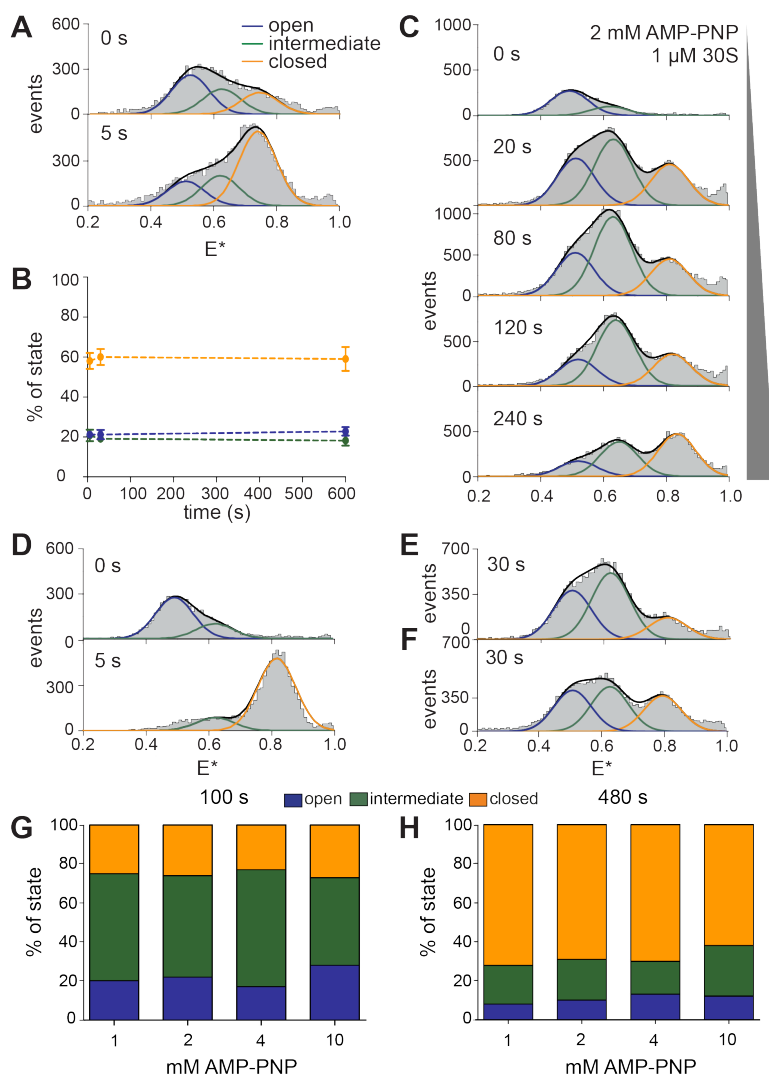 A
600
300
0
events
0 s
open
intermediate
closed
5 s
300
0
0.2 0.4 0.6 0.8 1.0
E*
B
100
80
60
40
20
0
% of state
0 100 200 300 400 500 600
time (s)
C
2 mM AMP-PNP
1 µM 30S
1000
500
0
0 s
500
0
20 s
1000
500
0
80 s
events
500
0
120 s
500
0
240 s
0.2 0.4 0.6 0.8 1.0
D
600
300
0
events
0 s
300
0
5 s
0.2 0.4 0.6 0.8 1.0
E*
E
700
350
0
events
30 s
F
700
350
0
events
30 s
0.2 0.4 0.6 0.8 1.0
E*
100 s open intermediate closed 480 s
G
100
80
60
40
20
0
% of state
1 2 4 10
mM AMP-PNP
H
100
80
60
40
20
0
% of state
1 2 4 10
mM AMP-PNP